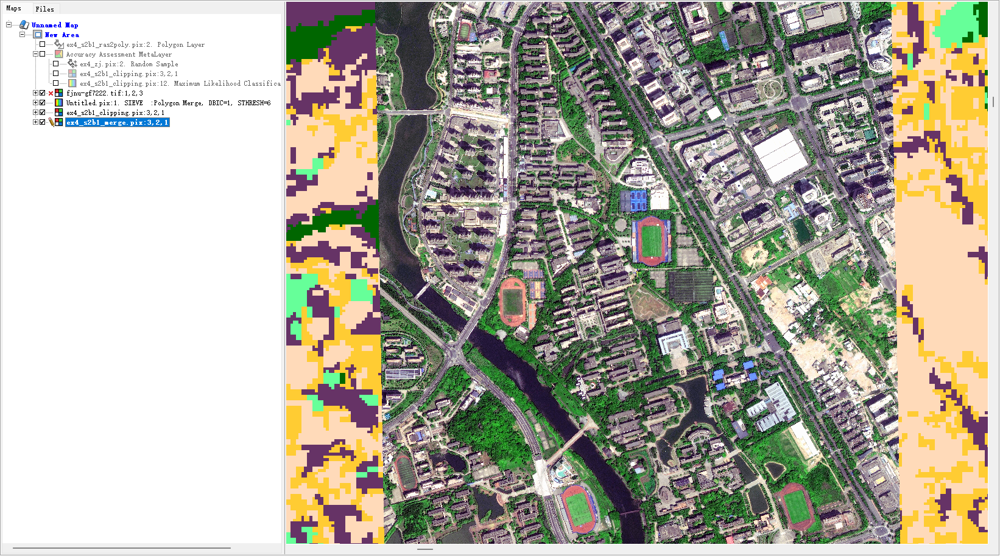 Maps Files
Unnamed Map
New Area
ex4_s2b1_ras2poly.pix:2. Polygon Layer
Accuracy Assessment MetaLayer
ex4_zj.pix:2. Random Sample
ex4_s2b1_clipping.pix:3,2,1
ex4_s2b1_clipping.pix:12. Maximum Likelihood Classifica
fjnu-gf7222.tif:1,2,3
Untitled.pix:1. SIEVE  :Polygon Merge, DBIC=1, STHRESH=6
ex4_s2b1_clipping.pix:3,2,1
ex4_s2b1_merge.pix:3,2,1